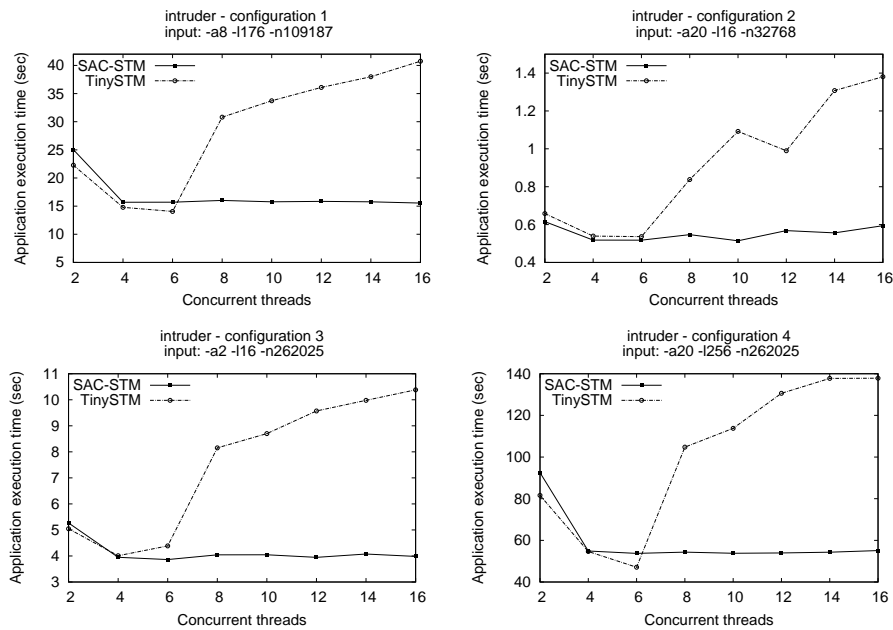 intruder - configuration 1
input: -a8 -l176 -n109187
Application execution time (sec)
40
35
30
25
20
15
10
5
SAC-STM
TinySTM
2 4 6 8 10 12 14 16
Concurrent threads
intruder - configuration 2
input: -a20 -l16 -n32768
Application execution time (sec)
1.4
1.2
1
0.8
0.6
0.4
SAC-STM
TinySTM
2 4 6 8 10 12 14 16
Concurrent threads
intruder - configuration 3
input: -a2 -l16 -n262025
Application execution time (sec)
11
10
9
8
7
6
5
4
3
SAC-STM
TinySTM
2 4 6 8 10 12 14 16
Concurrent threads
intruder - configuration 4
input: -a20 -l256 -n262025
Application execution time (sec)
140
120
100
80
60
40
SAC-STM
TinySTM
2 4 6 8 10 12 14 16
Concurrent threads